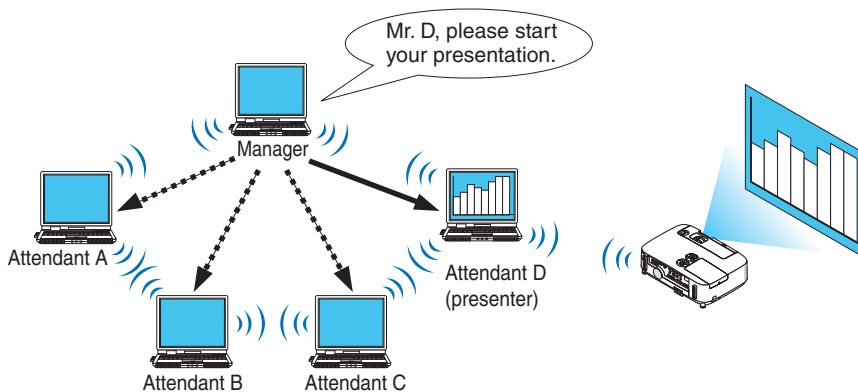 Mr. D, please start
your presentation.
Manager
Attendant A
Attendant D
(presenter)
Attendant B
Attendant C